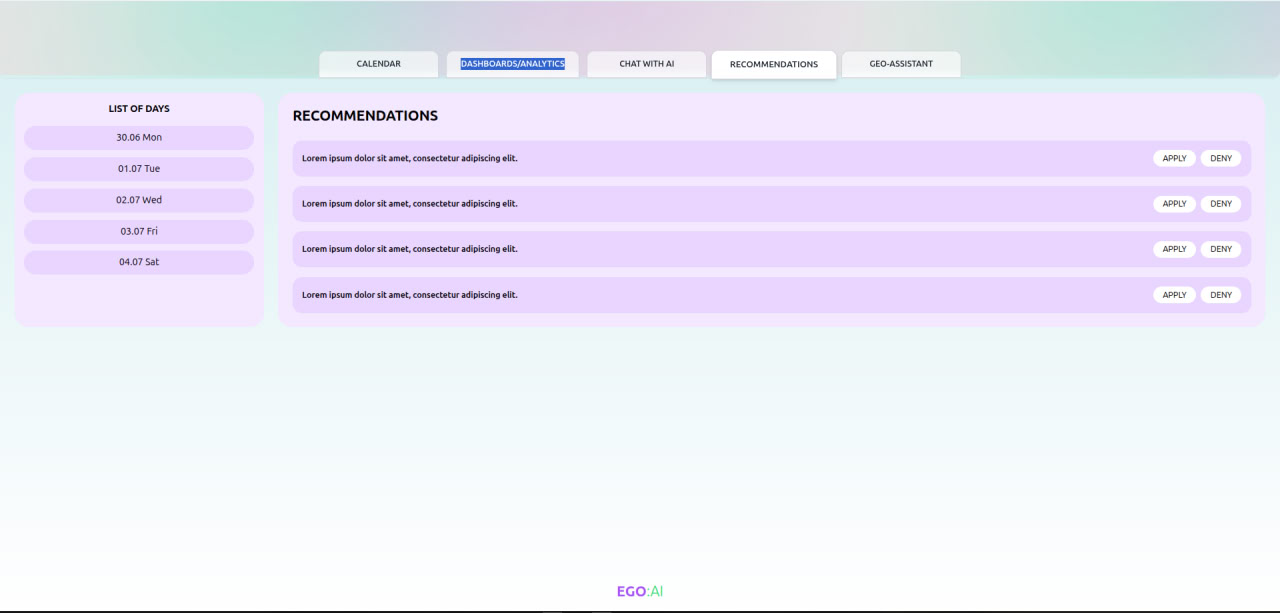 CALENDAR
DASHBOARDS/ANALYTICS
CHAT WITH AI
RECOMMENDATIONS
GEO-ASSISTANT
LIST OF DAYS
30.06 Mon
01.07 Tue
02.07 Wed
03.07 Fri
04.07 Sat
RECOMMENDATIONS
Lorem ipsum dolor sit amet, consectetur adipiscing elit.
APPLY
DENY
Lorem ipsum dolor sit amet, consectetur adipiscing elit.
APPLY
DENY
Lorem ipsum dolor sit amet, consectetur adipiscing elit.
APPLY
DENY
Lorem ipsum dolor sit amet, consectetur adipiscing elit.
APPLY
DENY
EGO:AI